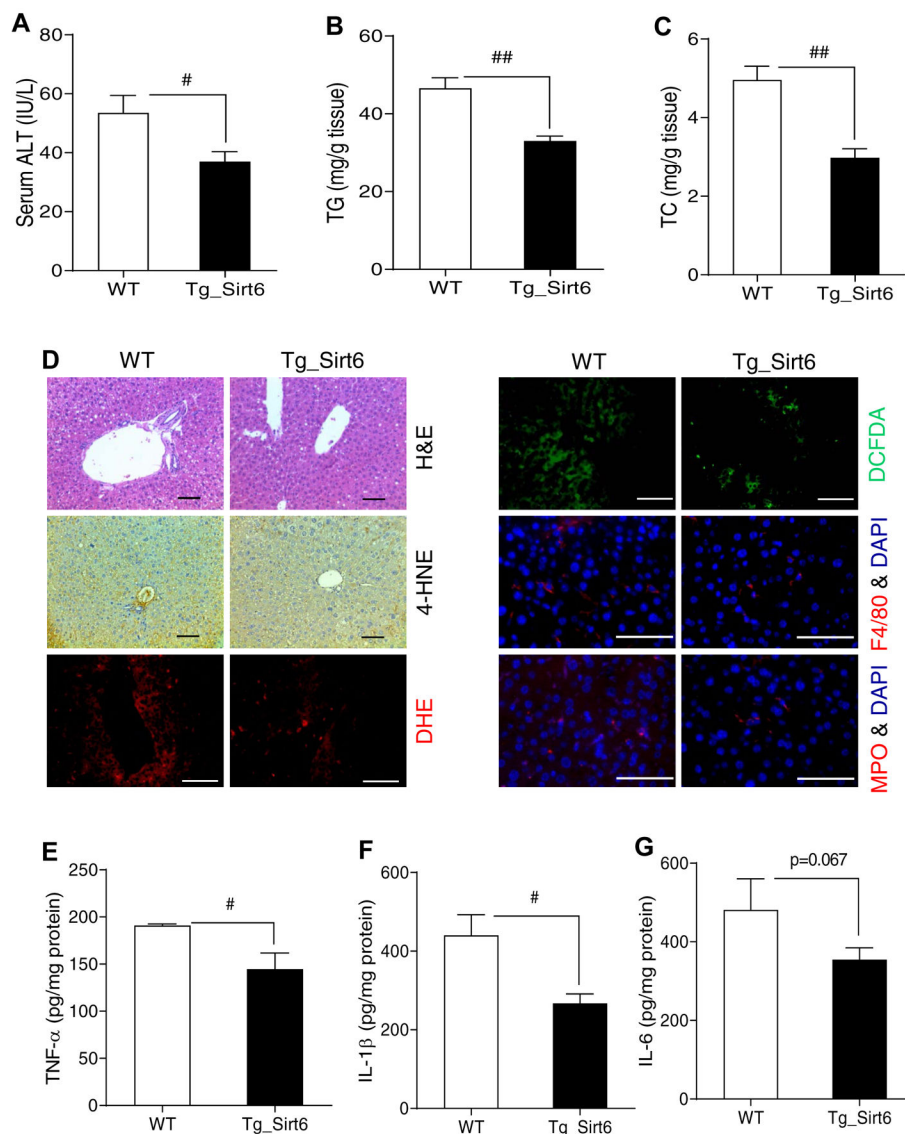 A
Serum ALT (IU/L)
80
60
40
20
0
#
WT
Tg_Sirt6
B
TG (mg/g tissue)
60
40
20
0
##
WT
Tg_Sirt6
C
TC (mg/g tissue)
6
4
2
0
##
WT
Tg_Sirt6
D
WT
Tg_Sirt6
H&E
4-HNE
DHE
WT
Tg_Sirt6
DCFDA
F4/80 & DAPI
MPO & DAPI
E
TNF-α (pg/mg protein)
250
200
150
100
50
0
#
WT
Tg_Sirt6
F
IL-1β (pg/mg protein)
600
400
200
0
#
WT
Tg_Sirt6
G
IL-6 (pg/mg protein)
600
400
200
0
p=0.067
WT
Tg_Sirt6